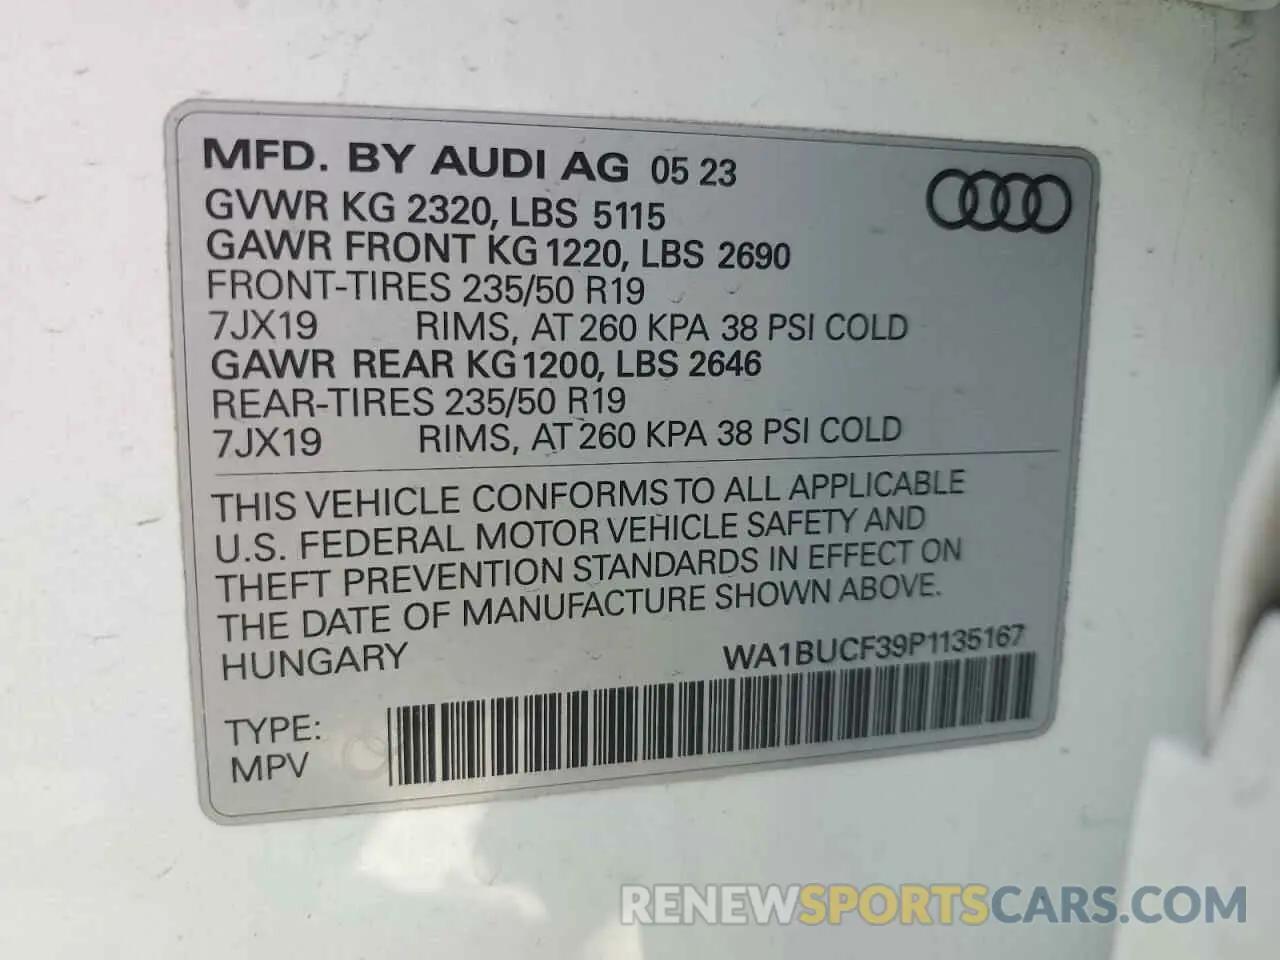 MFD. BY AUDI AG 05 23
GVWR KG 2320, LBS 5115
GAWR FRONT KG 1220, LBS 2690
FRONT-TIRES 235/50 R19
7JX19 RIMS, AT 260 KPA 38 PSI COLD
GAWR REAR KG 1200, LBS 2646
REAR-TIRES 235/50 R19
7JX19 RIMS, AT 260 KPA 38 PSI COLD
THIS VEHICLE CONFORMS TO ALL APPLICABLE
U.S. FEDERAL MOTOR VEHICLE SAFETY AND
THEFT PREVENTION STANDARDS IN EFFECT ON
THE DATE OF MANUFACTURE SHOWN ABOVE.
HUNGARY WA1BUCF39P1135167
TYPE:
MPV
RENEWSPORTSCARS.COM